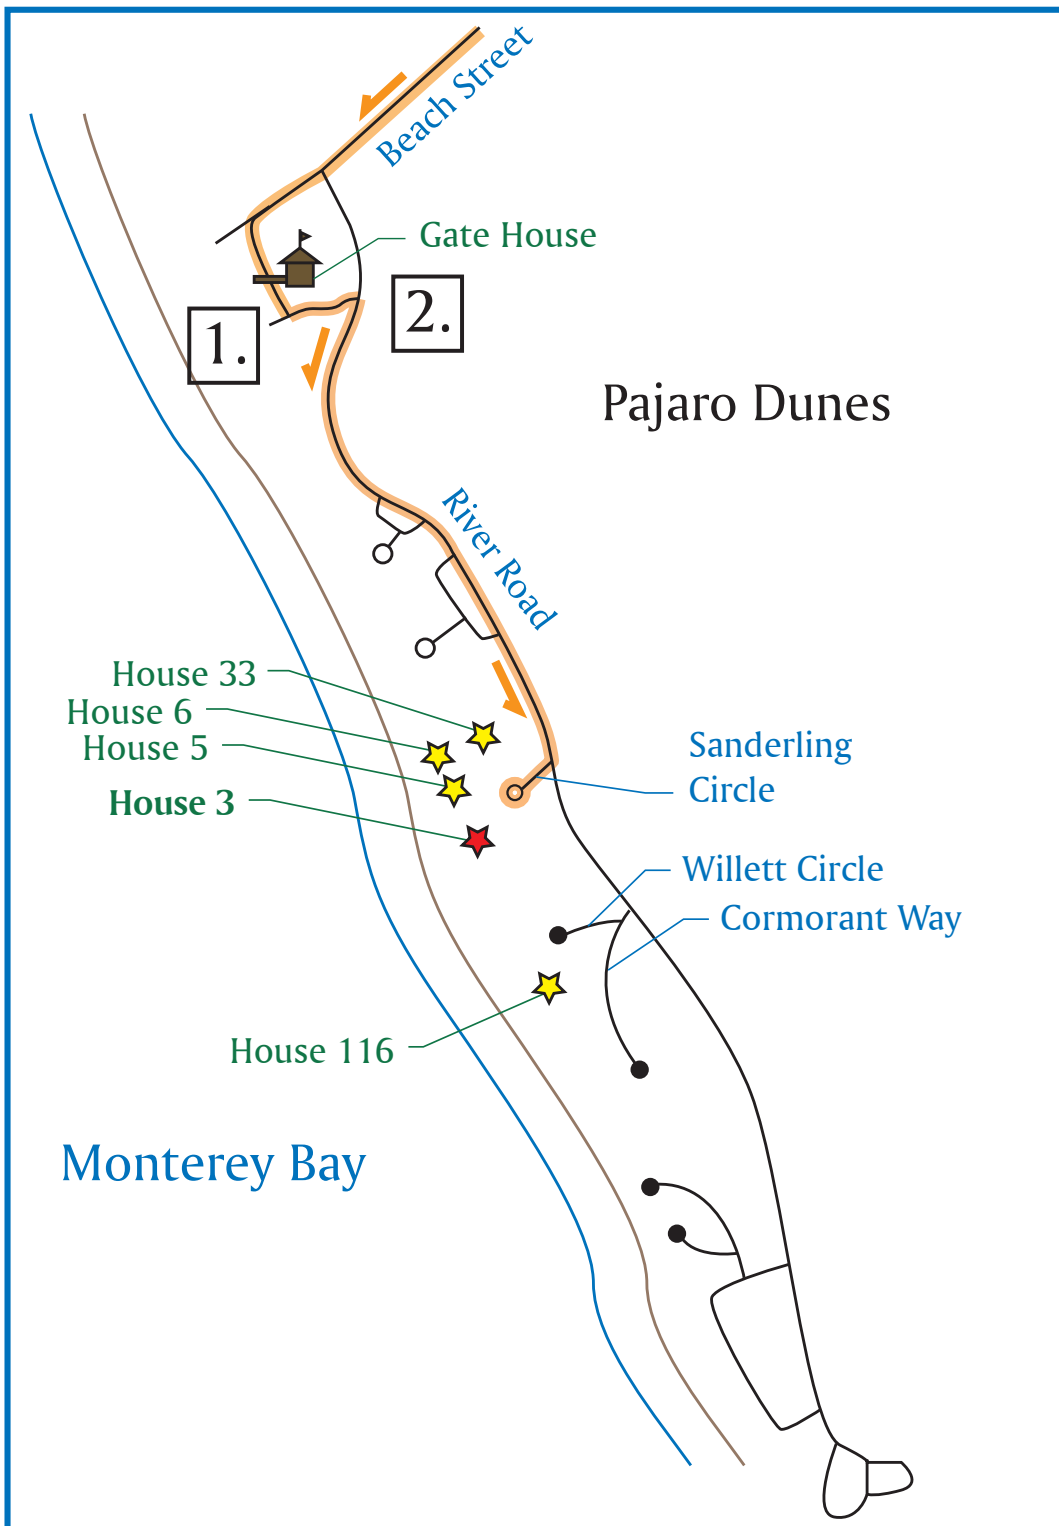 Beach Street
Gate House
1.
2.
Pajaro Dunes
River Road
House 33
House 6
House 5
House 3
Sanderling
Circle
Willett Circle
Cormorant Way
House 116
Monterey Bay